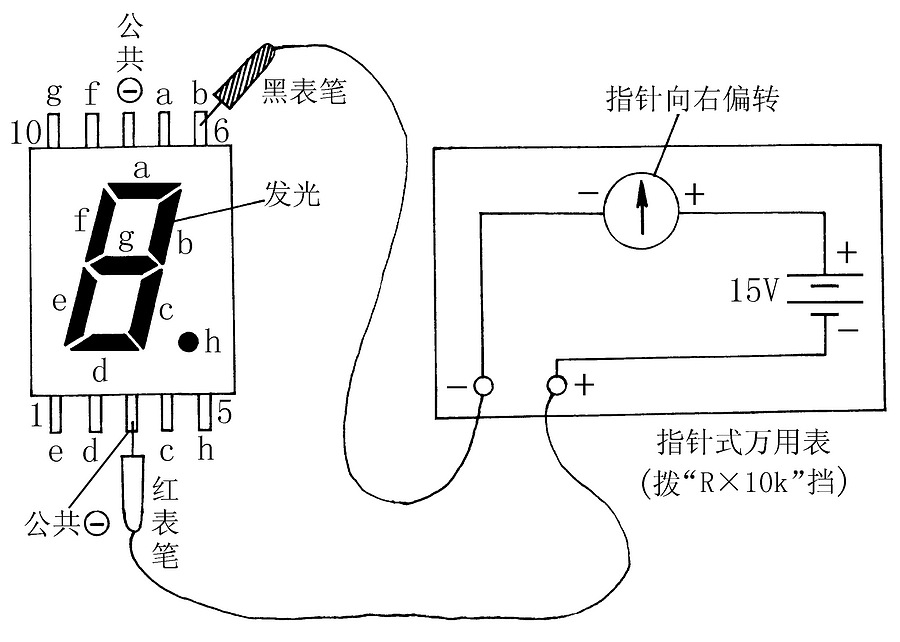 公共
⊖
g f a b
10 6
黑表笔
指针向右偏转
a
发光
f
g
b
− +
+
15V
−
e
c
h
d
− +
1 5
e d c h
指针式万用表
(拨“R×10k”挡)
红表笔
公共⊖